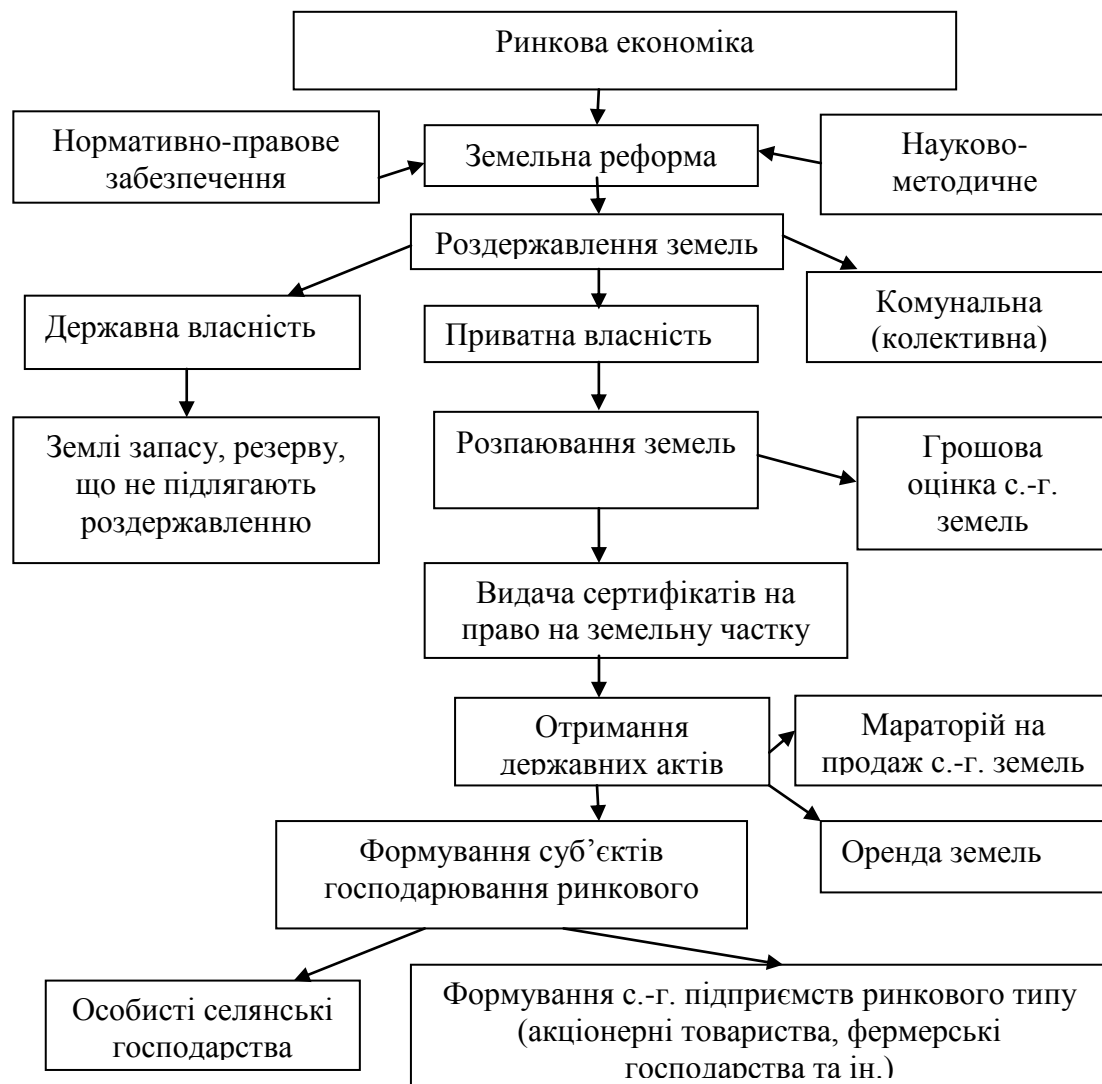 Ринкова економіка
Нормативно-правове
забезпечення
Земельна реформа
Науково-
методичне
Роздержавлення земель
Державна власність
Приватна власність
Комунальна
(колективна)
Землі запасу, резерву,
що не підлягають
роздержавленню
Розпаювання земель
Грошова
оцінка с.-г.
земель
Видача сертифікатів на
право на земельну частку
Отримання
державних актів
Мараторій на
продаж с.-г. земель
Оренда земель
Формування суб’єктів
господарювання ринкового
Особисті селянські
господарства
Формування с.-г. підприємств ринкового типу
(акціонерні товариства, фермерські
господарства та ін.)